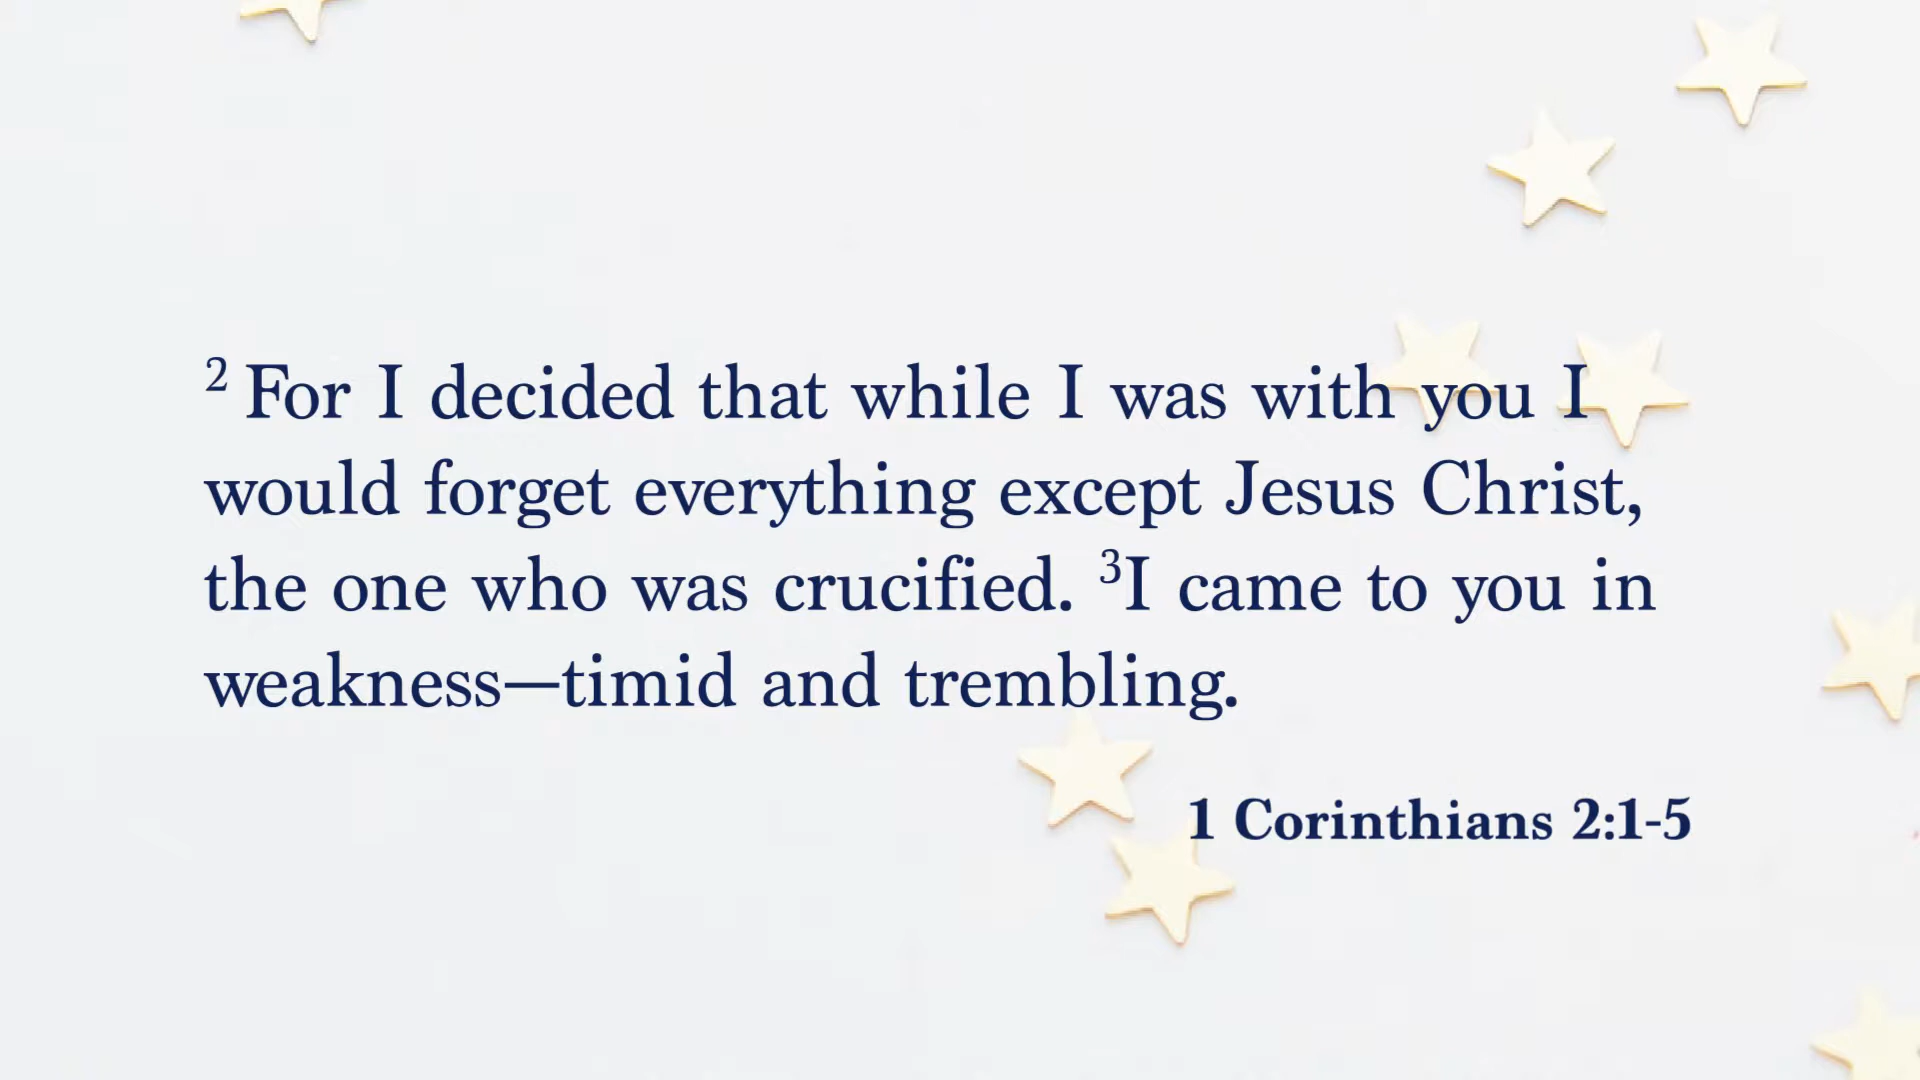 ² For I decided that while I was with you I
would forget everything except Jesus Christ,
the one who was crucified. ³I came to you in
weakness—timid and trembling.
1 Corinthians 2:1-5